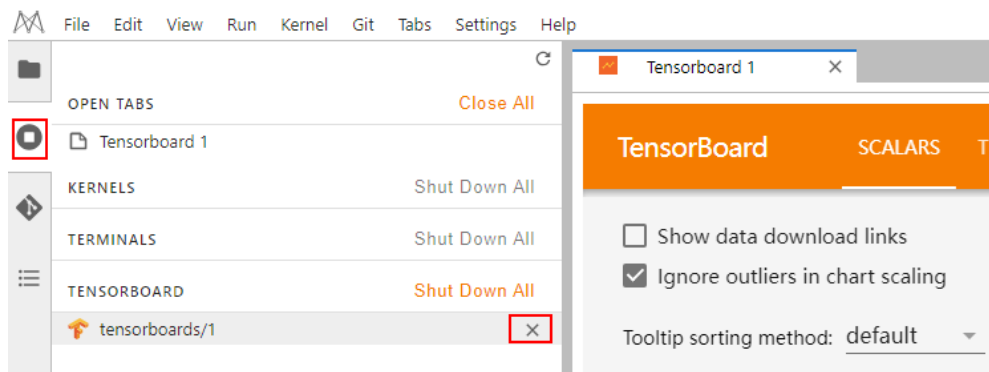 File Edit View Run Kernel Git Tabs Settings Help
OPEN TABS Close All
Tensorboard 1
KERNELS Shut Down All
TERMINALS Shut Down All
TENSORBOARD Shut Down All
tensorboards/1
Tensorboard 1
TensorBoard SCALARS T
Show data download links
Ignore outliers in chart scaling
Tooltip sorting method: default